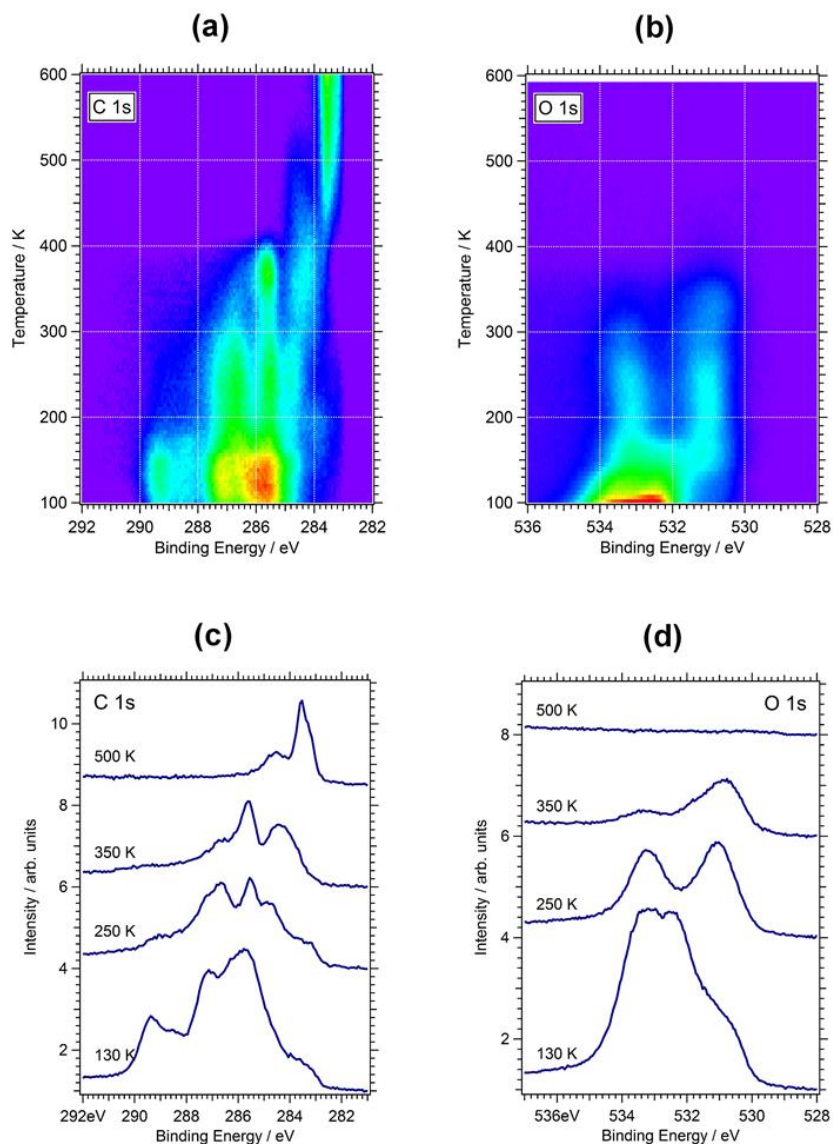 (a)
(b)
600
C 1s
500
400
300
200
100
Temperature / K
292
290
288
286
284
282
Binding Energy / eV
600
O 1s
500
400
300
200
100
Temperature / K
536
534
532
530
528
Binding Energy / eV
(c)
(d)
C 1s
10
8
6
4
2
500 K
350 K
250 K
130 K
Intensity / arb. units
292eV
290
288
286
284
282
Binding Energy / eV
O 1s
8
6
4
2
500 K
350 K
250 K
130 K
Intensity / arb. units
536eV
534
532
530
528
Binding Energy / eV